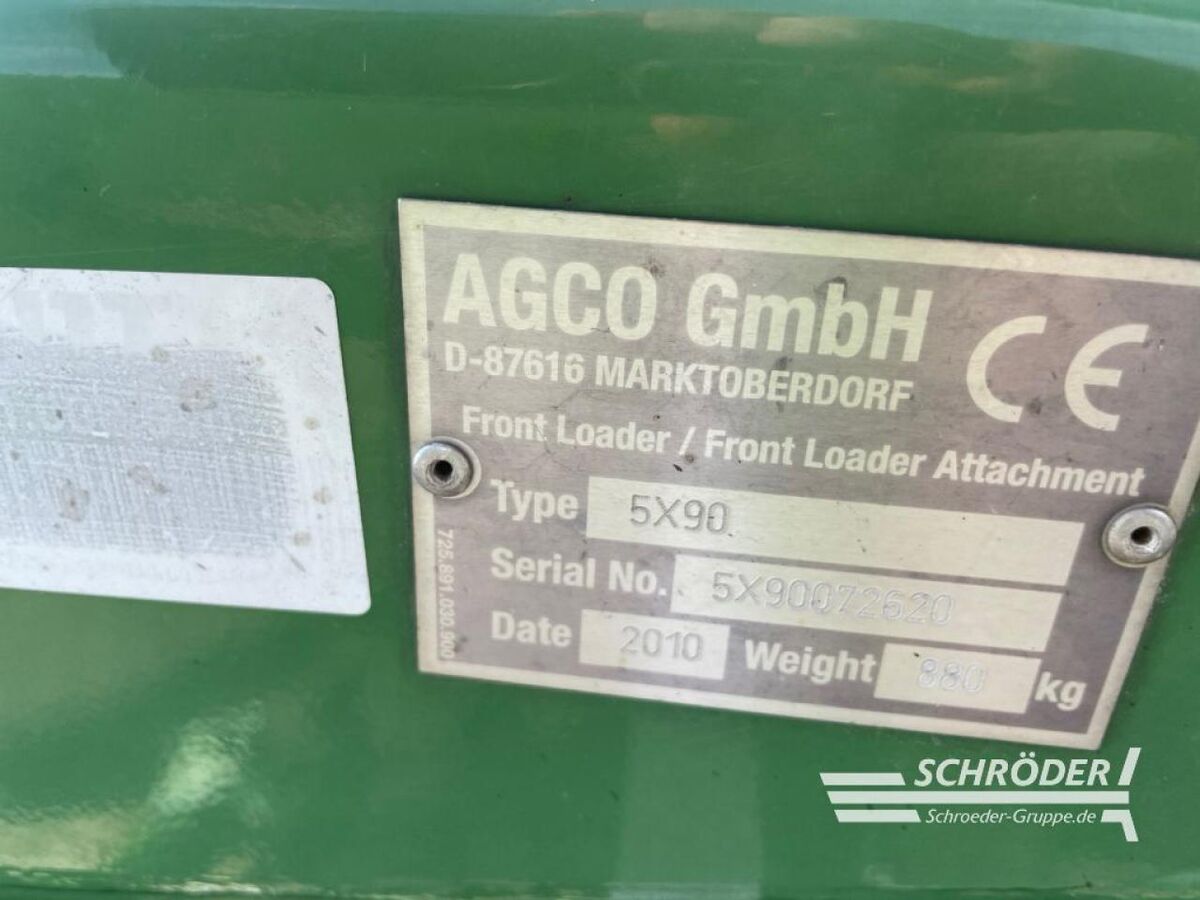 AGCO GmbH
D-87616 MARKTOBERDORF
CE
Front Loader / Front Loader Attachment
Type 5X90
Serial No. 5X90072620
Date 2010 Weight 880 kg
725.891.030.900
SCHRÖDER
Schroeder-Gruppe.de